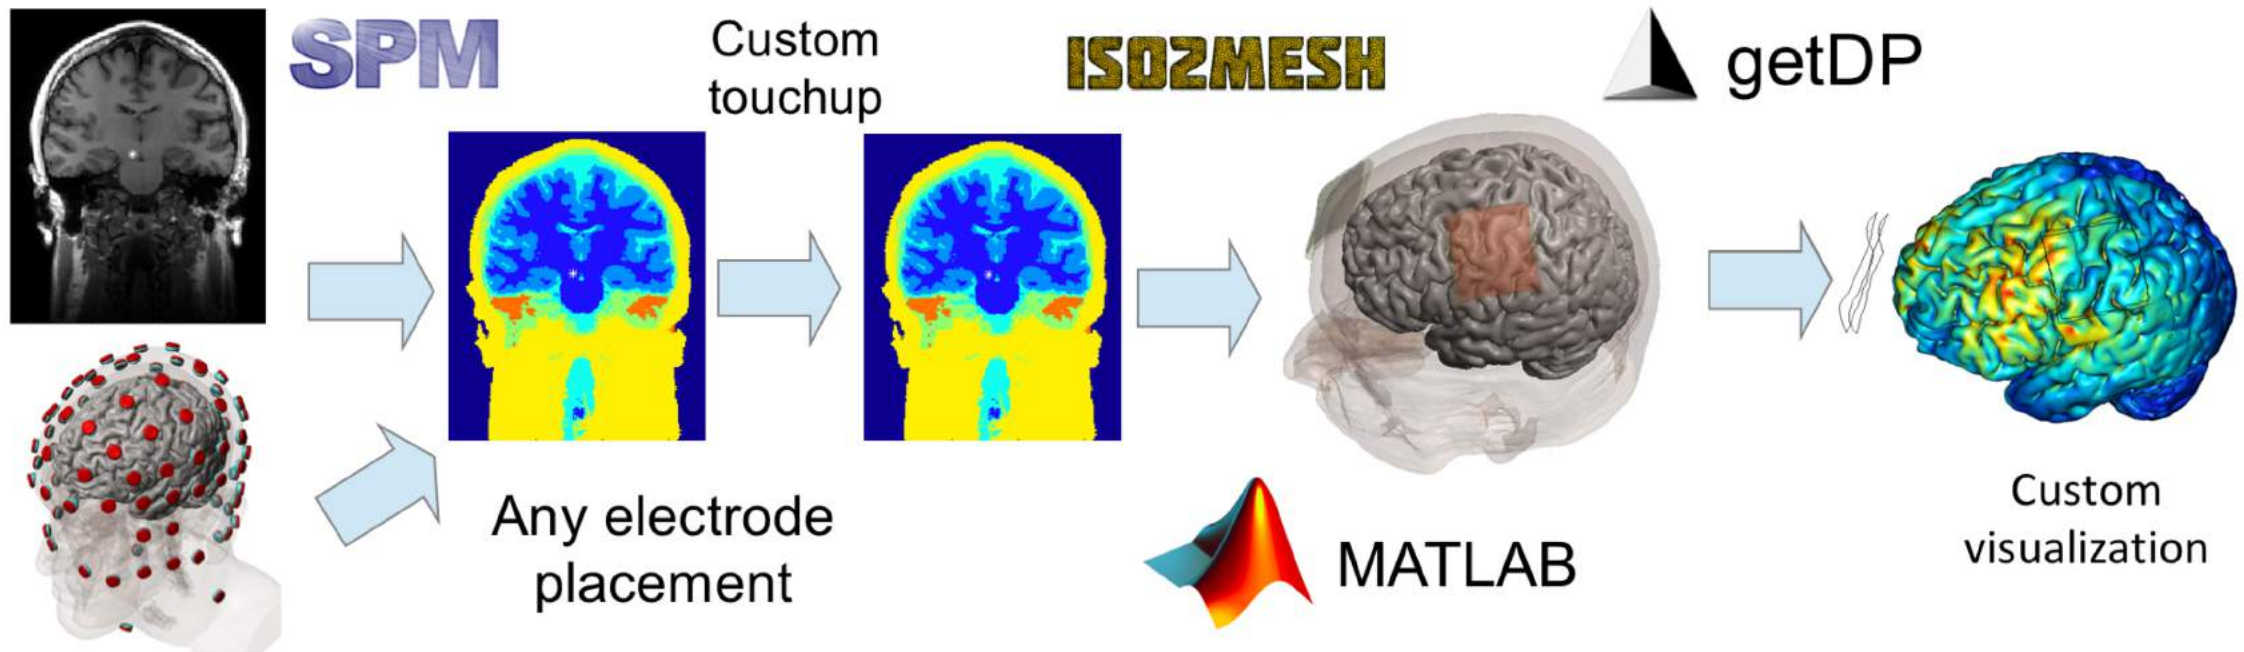 SPM
Custom
touchup
ISO2MESH
getDP
Any electrode
placement
MATLAB
Custom
visualization